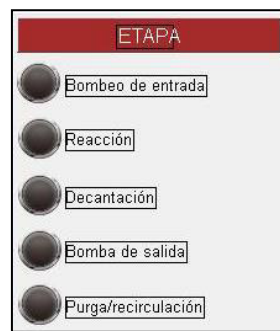 ETAPA
Bombeo de entrada
Reacción
Decantación
Bomba de salida
Purga/recirculación